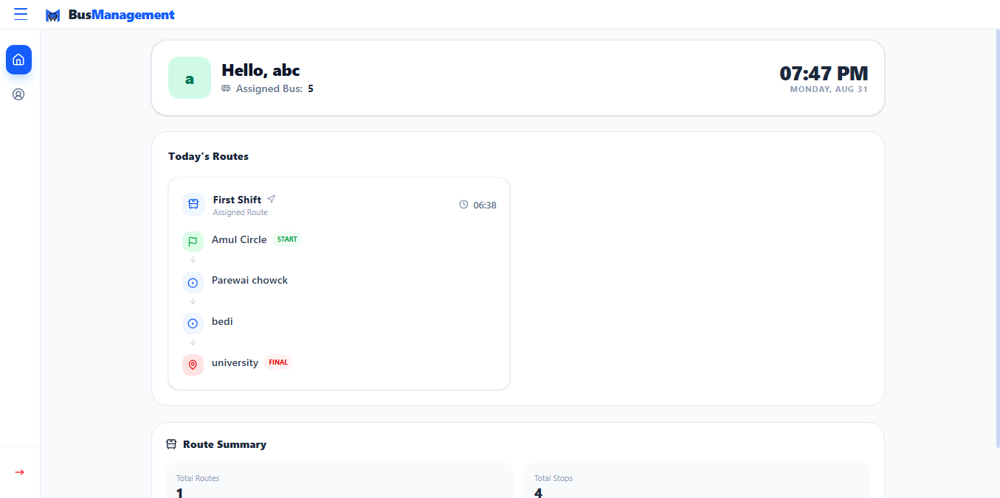 BusManagement
a
Hello, abc
Assigned Bus: 5
07:47 PM
MONDAY, AUG 31
Today's Routes
First Shift
Assigned Route
06:38
Amul Circle START
Parewai chowck
bedi
university FINAL
Route Summary
Total Routes
1
Total Stops
4